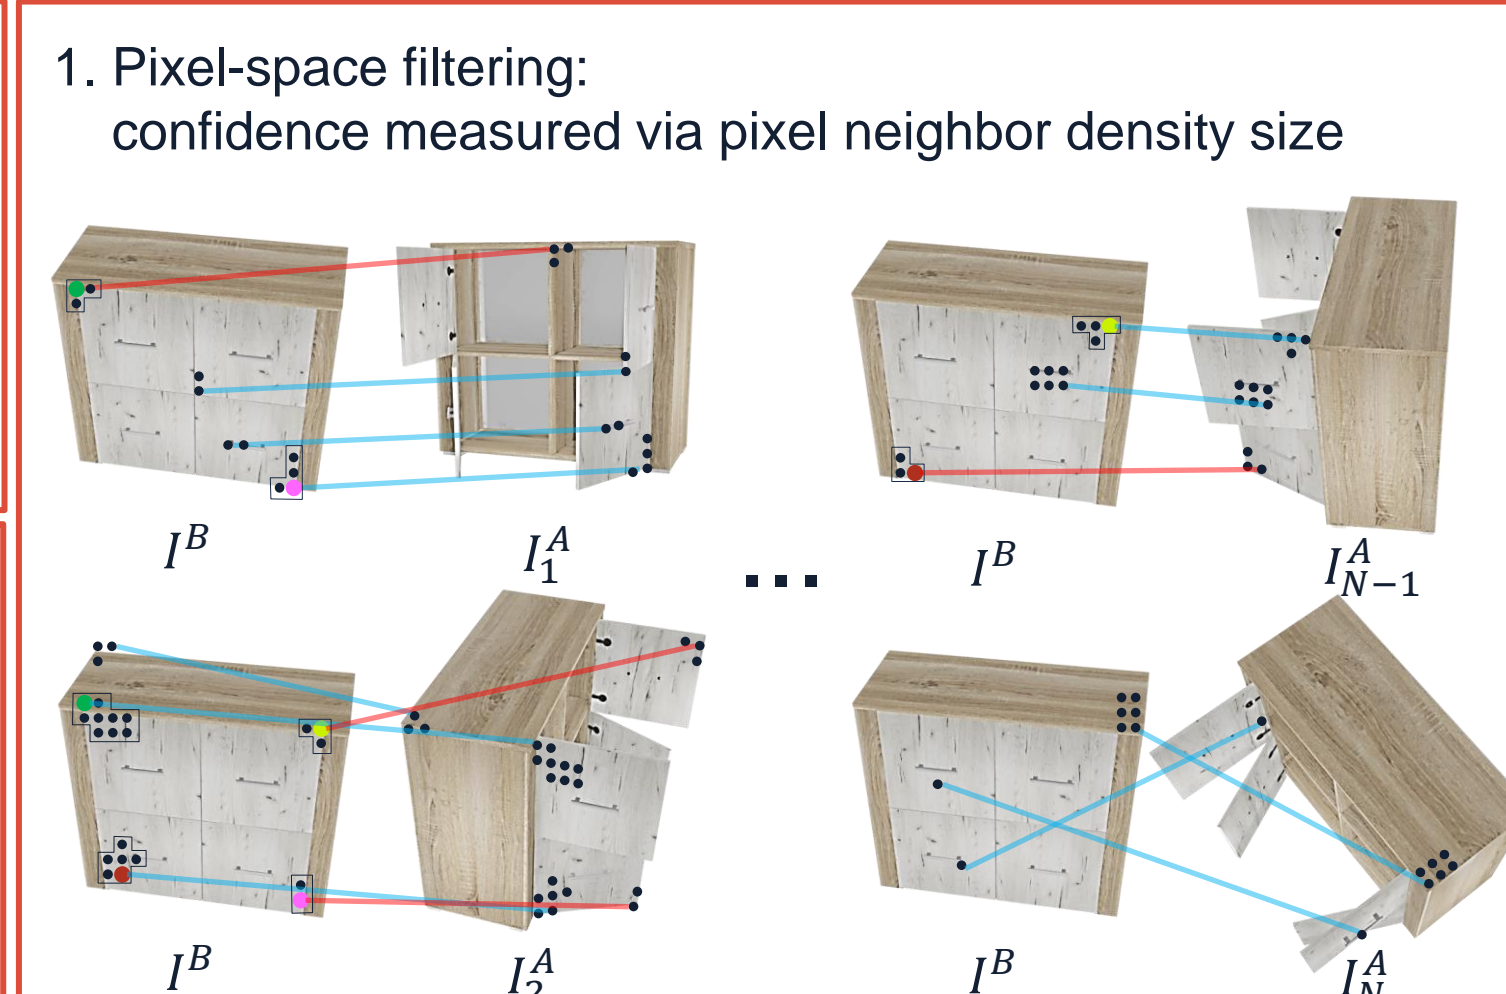 1. Pixel-space filtering:
confidence measured via pixel neighbor density size
I^B
I_1^A
...
I^B
I_{N-1}^A
I^B
I_2^A
I^B
I_N^A